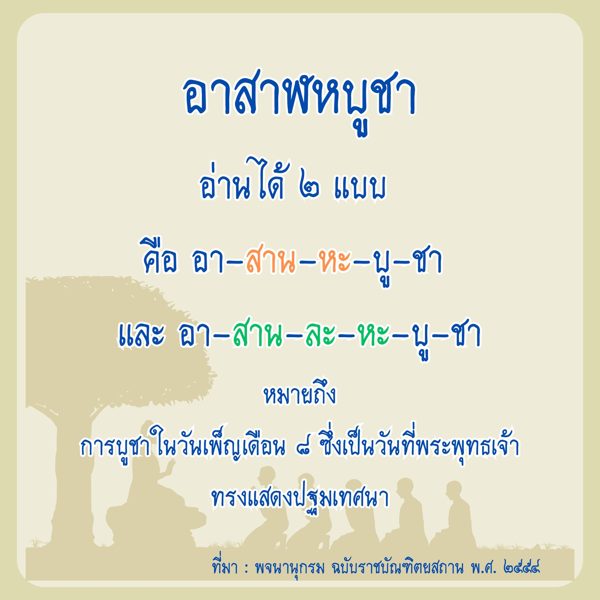 อาสาฬหบูชา
อ่านได้ ๒ แบบ
คือ อา-สาน-หะ-บู-ชา
และ อา-สาน-ละ-หะ-บู-ชา
หมายถึง
การบูชาในวันเพ็ญเดือน ๘ ซึ่งเป็นวันที่พระพุทธเจ้า
ทรงแสดงปฐมเทศนา
ที่มา : พจนานุกรม ฉบับราชบัณฑิตยสถาน พ.ศ. ๒๕๕๔